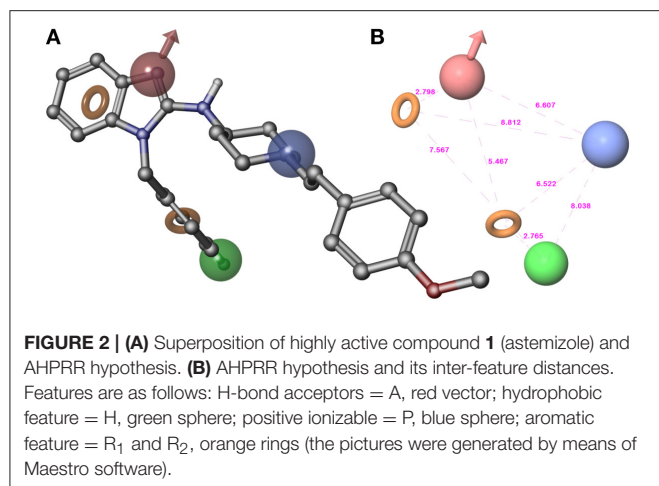 A
B
2.798
6.607
8.812
7.567
5.467
6.522
8.038
2.765
FIGURE 2 | (A) Superposition of highly active compound 1 (astemizole) and
AHPRR hypothesis. (B) AHPRR hypothesis and its inter-feature distances.
Features are as follows: H-bond acceptors = A, red vector; hydrophobic
feature = H, green sphere; positive ionizable = P, blue sphere; aromatic
feature = R₁ and R₂, orange rings (the pictures were generated by means of
Maestro software).